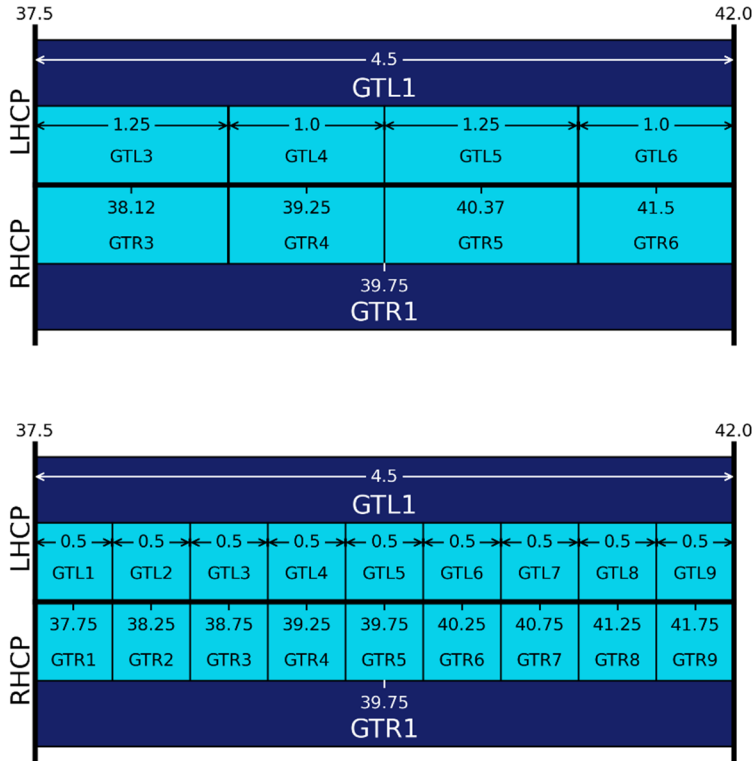 37.5 42.0
LHCP
4.5
GTL1
1.25 1.0 1.25 1.0
GTL3 GTL4 GTL5 GTL6
RHCP
38.12 39.25 40.37 41.5
GTR3 GTR4 GTR5 GTR6
39.75
GTR1
37.5 42.0
LHCP
4.5
GTL1
0.5 0.5 0.5 0.5 0.5 0.5 0.5 0.5 0.5
GTL1 GTL2 GTL3 GTL4 GTL5 GTL6 GTL7 GTL8 GTL9
RHCP
37.75 38.25 38.75 39.25 39.75 40.25 40.75 41.25 41.75
GTR1 GTR2 GTR3 GTR4 GTR5 GTR6 GTR7 GTR8 GTR9
39.75
GTR1